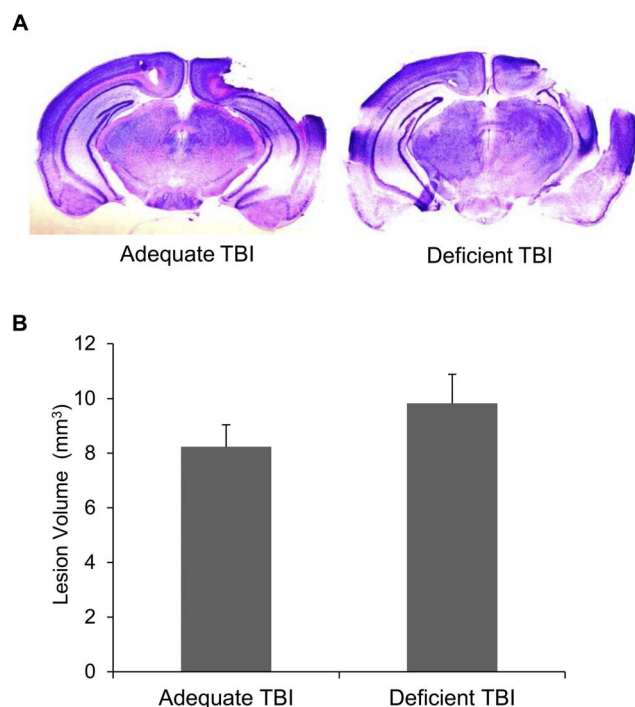 A
Adequate TBI
Deficient TBI
B
Lesion Volume (mm³)
12
10
8
6
4
2
0
Adequate TBI
Deficient TBI